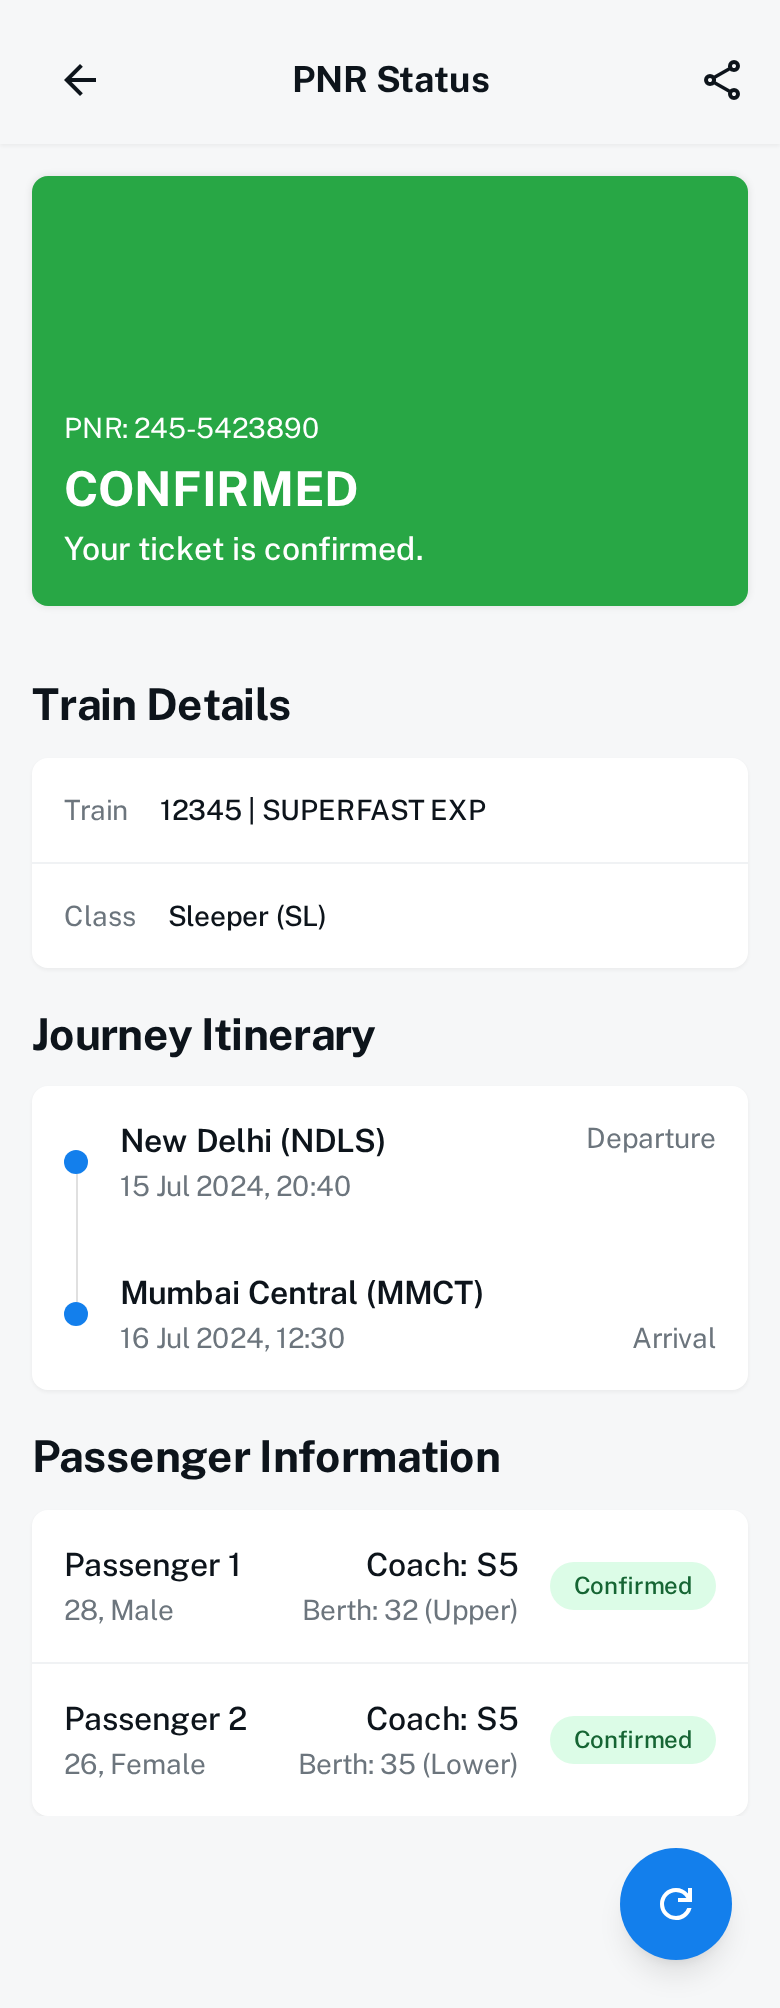 PNR Status
PNR: 245-5423890
CONFIRMED
Your ticket is confirmed.
Train Details
Train 12345 | SUPERFAST EXP
Class Sleeper (SL)
Journey Itinerary
New Delhi (NDLS) Departure
15 Jul 2024, 20:40
Mumbai Central (MMCT)
16 Jul 2024, 12:30 Arrival
Passenger Information
Passenger 1 Coach: S5 Confirmed
28, Male Berth: 32 (Upper)
Passenger 2 Coach: S5 Confirmed
26, Female Berth: 35 (Lower)